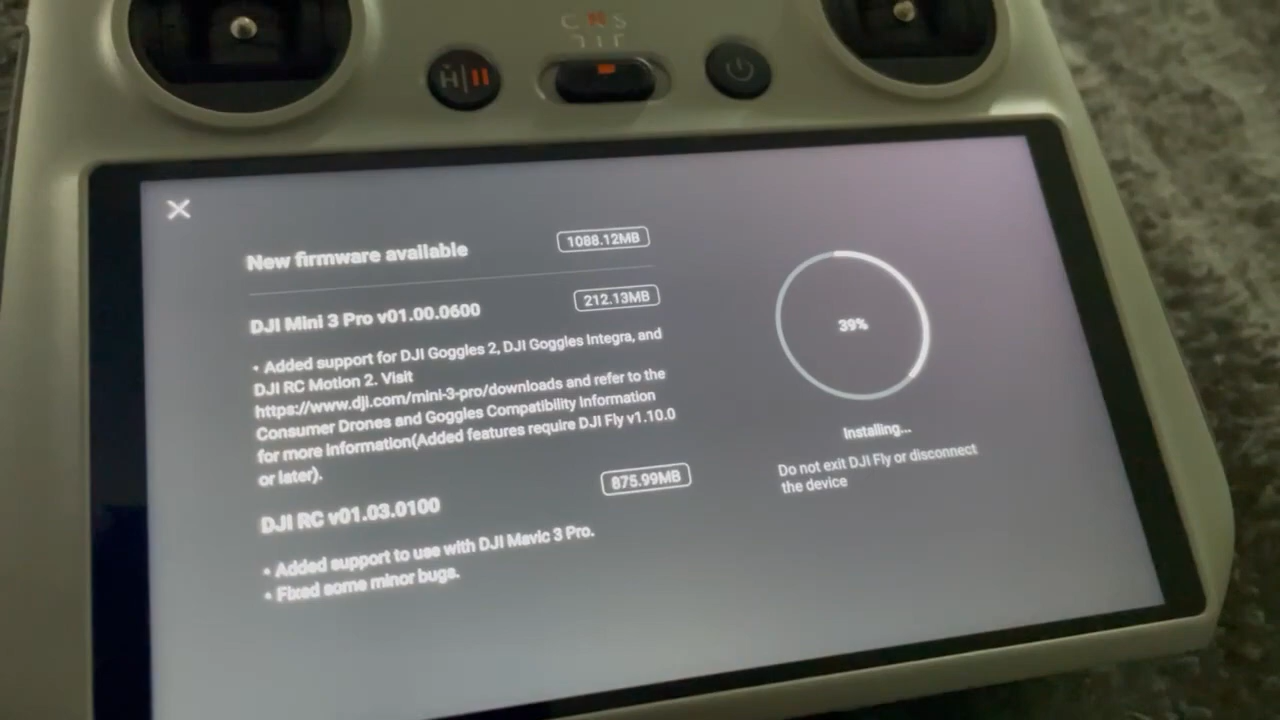 C N S
H
New firmware available 1088.12MB
DJI Mini 3 Pro v01.00.0600 212.13MB
• Added support for DJI Goggles 2, DJI Goggles Integra, and
DJI RC Motion 2. Visit
https://www.dji.com/mini-3-pro/downloads and refer to the
Consumer Drones and Goggles Compatibility Information
for more information(Added features require DJI Fly v1.10.0
or later).
DJI RC v01.03.0100 875.99MB
• Added support to use with DJI Mavic 3 Pro.
• Fixed some minor bugs.
39%
Installing...
Do not exit DJI Fly or disconnect
the device